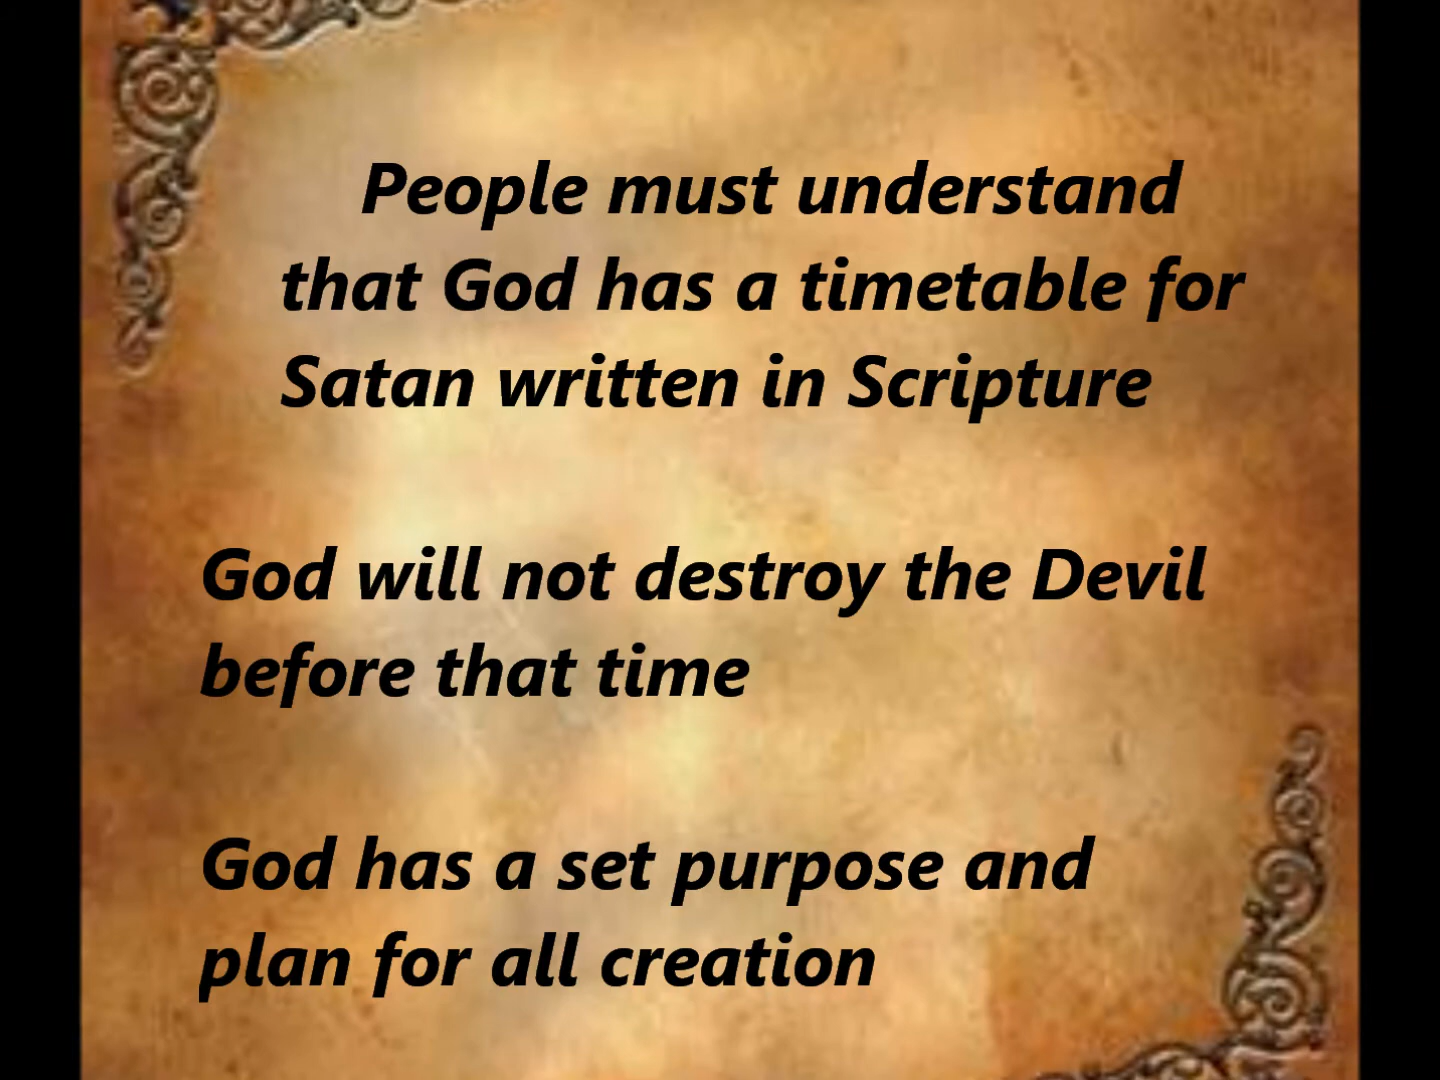 People must understand
that God has a timetable for
Satan written in Scripture
God will not destroy the Devil
before that time
God has a set purpose and
plan for all creation